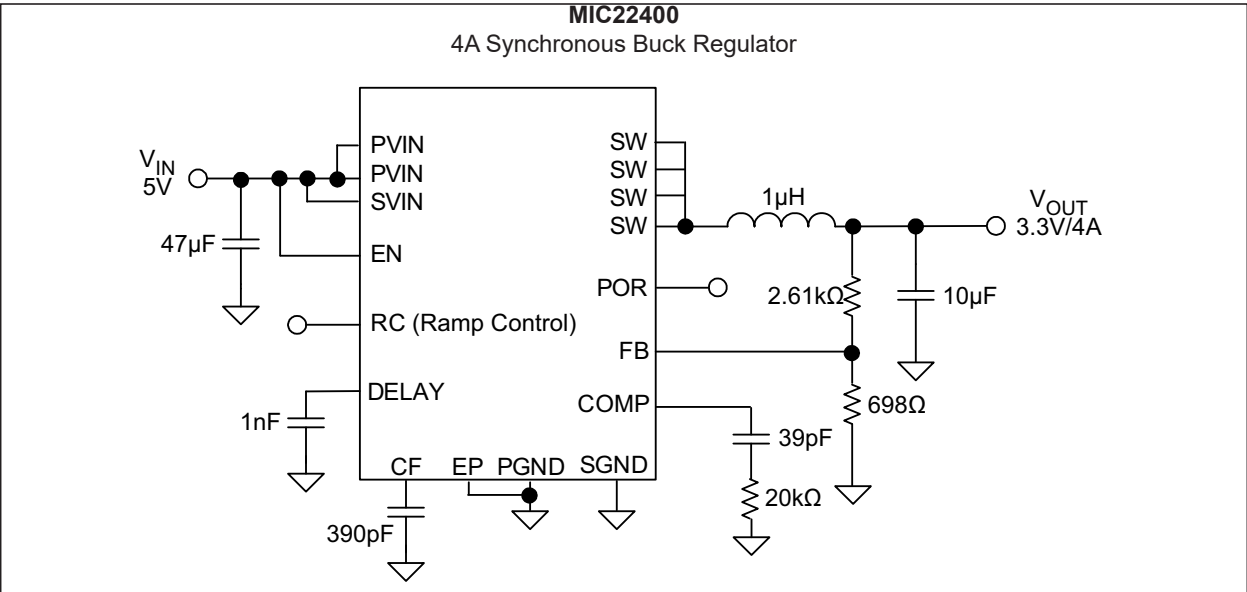 MIC22400
4A Synchronous Buck Regulator
VIN
5V
47µF
PVIN
PVIN
SVIN
EN
RC (Ramp Control)
DELAY
1nF
CF
EP
PGND
SGND
390pF
SW
SW
SW
SW
POR
FB
COMP
1µH
VOUT
3.3V/4A
2.61kΩ
10µF
698Ω
39pF
20kΩ